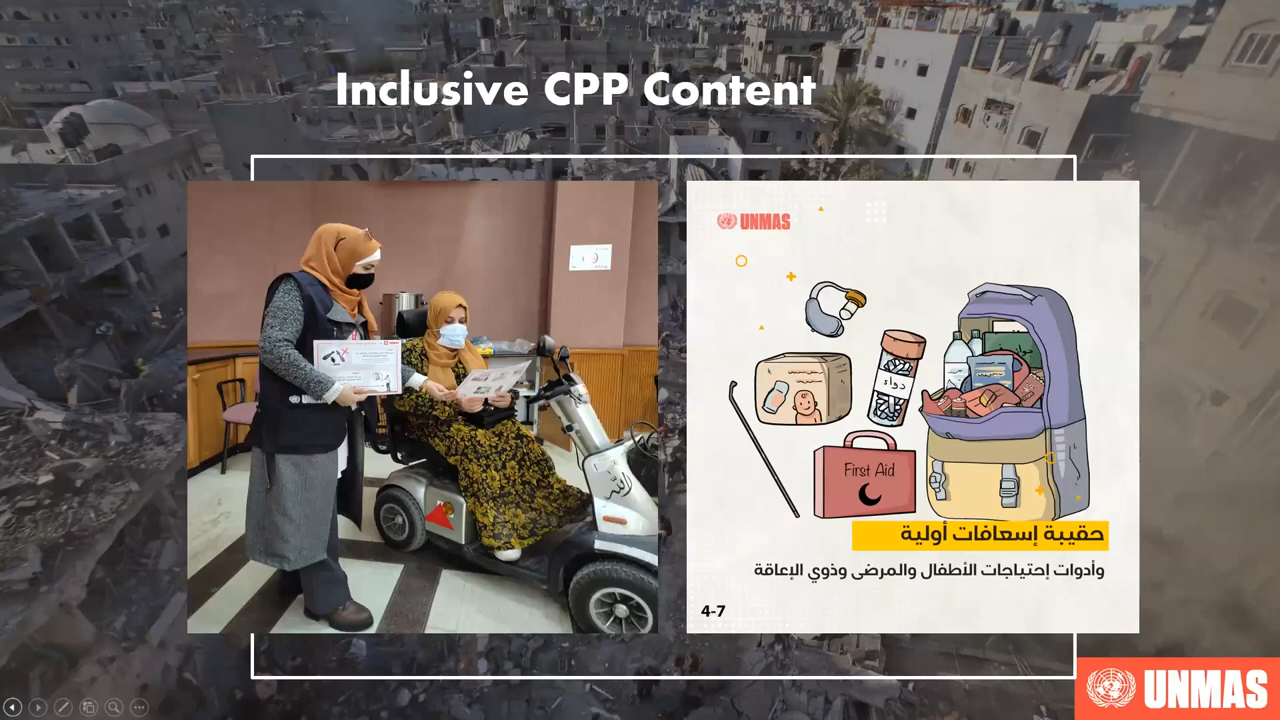 Inclusive CPP Content
UNMAS
دواء
First Aid
حقيبة إسعافات أولية
وأدوات إحتياجات الأطفال والمرضى وذوي الإعاقة
4-7
UNMAS